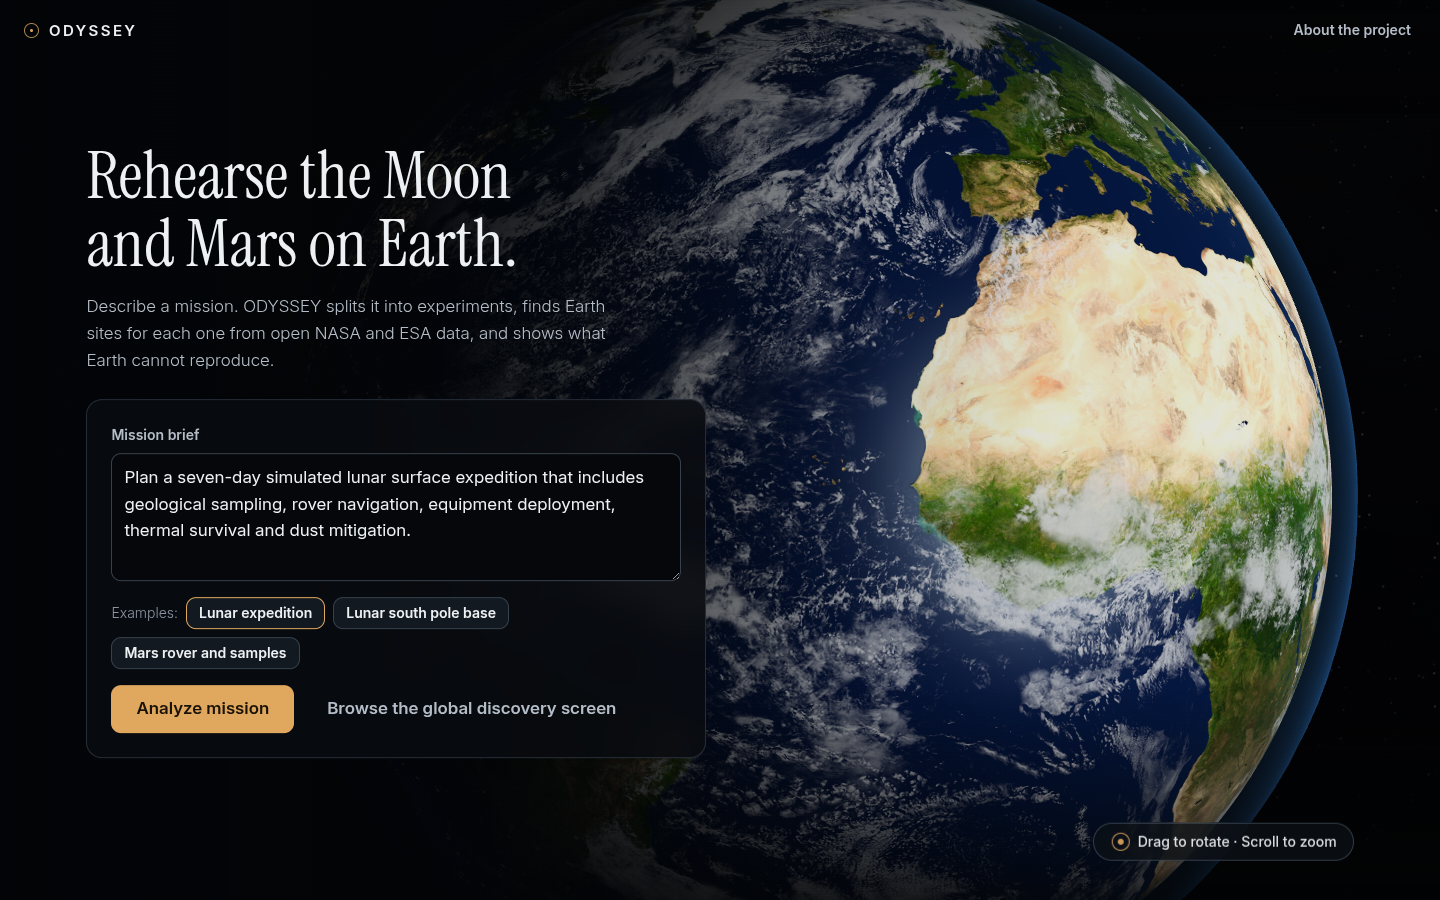 ODYSSEY
About the project
Rehearse the Moon
and Mars on Earth.
Describe a mission. ODYSSEY splits it into experiments, finds Earth
sites for each one from open NASA and ESA data, and shows what
Earth cannot reproduce.
Mission brief
Plan a seven-day simulated lunar surface expedition that includes
geological sampling, rover navigation, equipment deployment,
thermal survival and dust mitigation.
Examples: Lunar expedition Lunar south pole base
Mars rover and samples
Analyze mission Browse the global discovery screen
Drag to rotate · Scroll to zoom